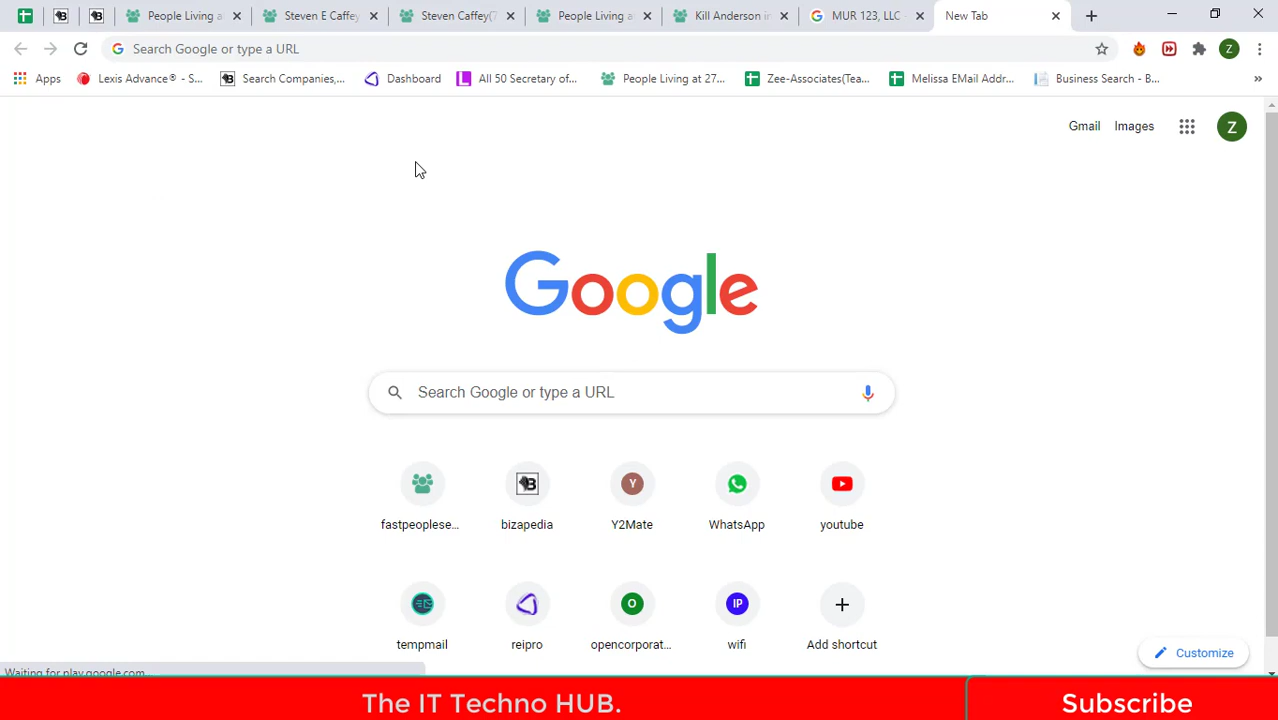 People Living a
Steven E Caffey
Steven Caffey(7
People Living a
Kill Anderson in
MUR 123, LLC -
New Tab
Search Google or type a URL
Z
Apps
Lexis Advance® - S...
Search Companies,...
Dashboard
All 50 Secretary of...
People Living at 27...
Zee-Associates(Tea...
Melissa EMail Addr...
Business Search - B...
»
Gmail
Images
Z
Google
Search Google or type a URL
B
Y
fastpeoplese...
bizapedia
Y2Mate
WhatsApp
youtube
O
IP
tempmail
reipro
opencorporat...
wifi
Add shortcut
Customize
Waiting for play.google.com...
The IT Techno HUB.
Subscribe